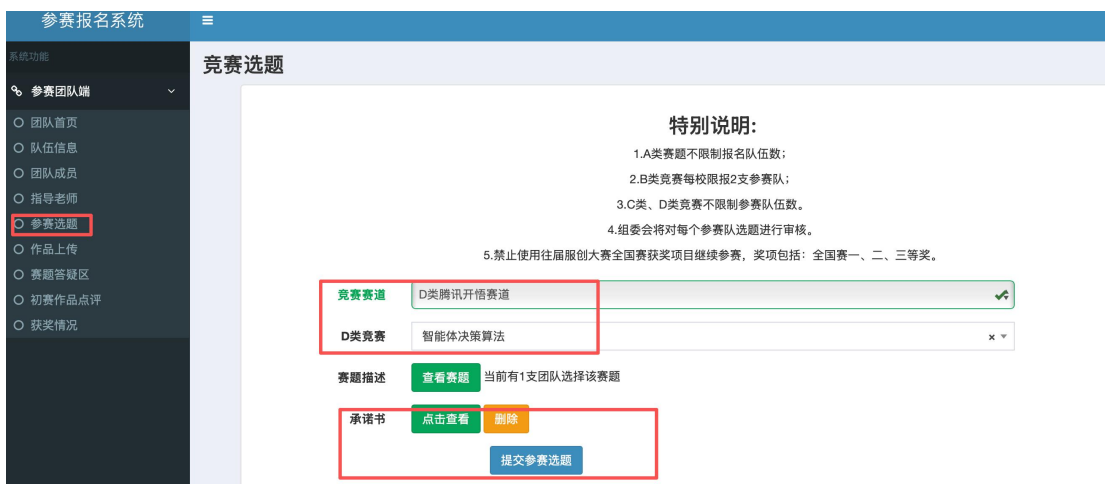 参赛报名系统
系统功能
参赛团队端
团队首页
队伍信息
团队成员
指导老师
参赛选题
作品上传
赛题答疑区
初赛作品点评
获奖情况
竞赛选题
特别说明:
1.A类赛题不限制报名队伍数；
2.B类竞赛每校限报2支参赛队；
3.C类、D类竞赛不限制参赛队伍数。
4.组委会将对每个参赛队选题进行审核。
5.禁止使用往届服创大赛全国赛获奖项目继续参赛，奖项包括：全国赛一、二、三等奖。
竞赛赛道 D类腾讯开悟赛道
D类竞赛 智能体决策算法 ×
赛题描述 查看赛题 当前有1支团队选择该赛题
承诺书 点击查看 删除
提交参赛选题